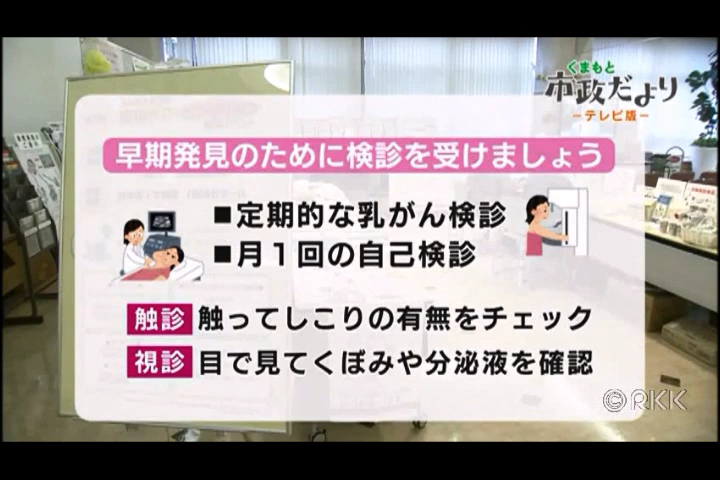 くまもと
市政だより
-テレビ版-
早期発見のために検診を受けましょう
■定期的な乳がん検診
■月1回の自己検診
触診 触ってしこりの有無をチェック
視診 目で見てくぼみや分泌液を確認
©RKK